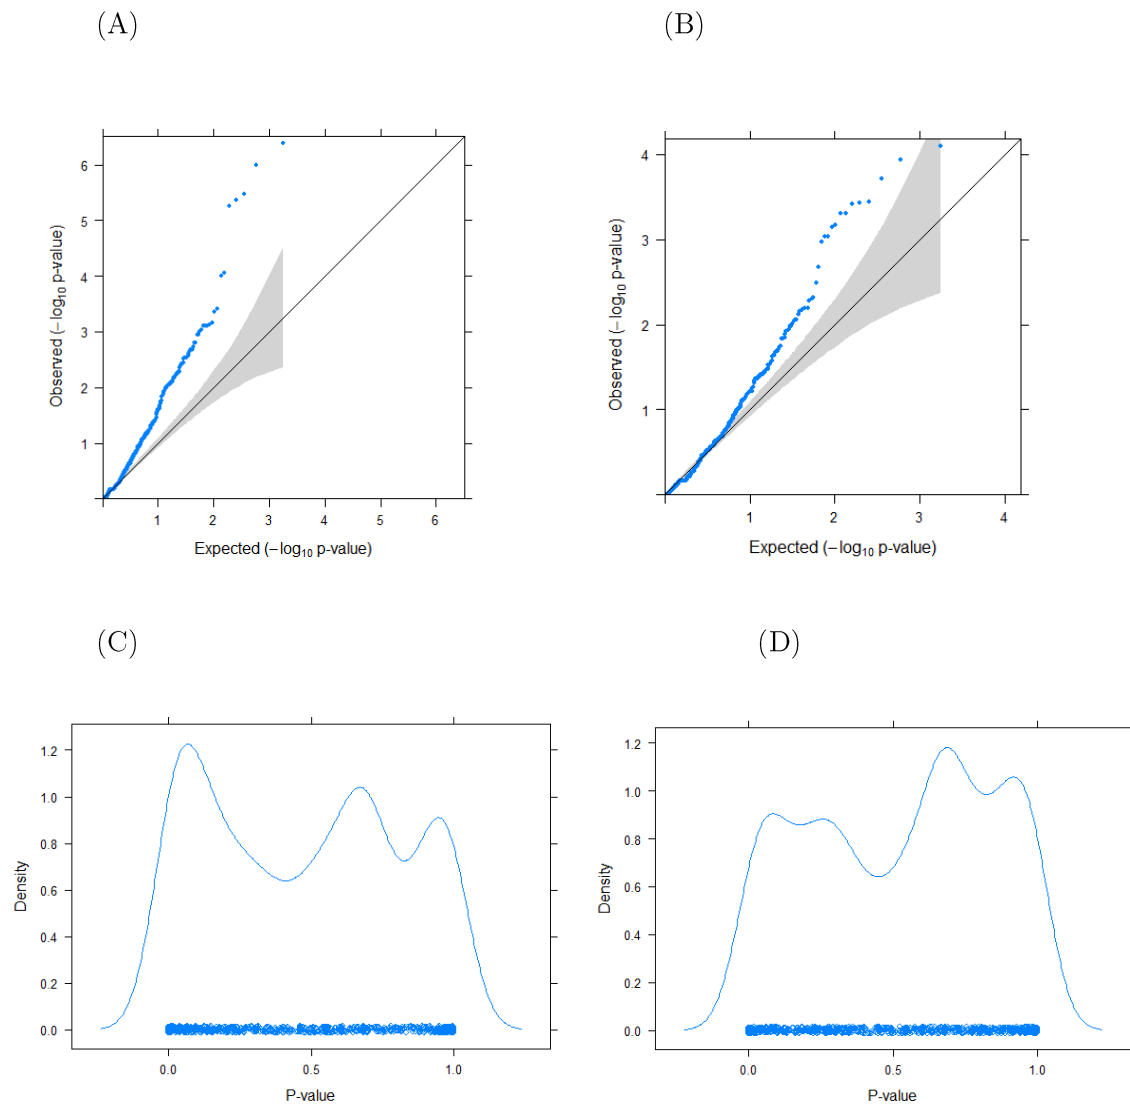 (A)
(B)
6
5
4
3
2
1
Observed (−log10 p-value)
1 2 3 4 5 6
Expected (−log10 p-value)
4
3
2
1
Observed (−log10 p-value)
1 2 3 4
Expected (−log10 p-value)
(C)
(D)
1.2
1.0
0.8
0.6
0.4
0.2
0.0
Density
0.0 0.5 1.0
P-value
1.2
1.0
0.8
0.6
0.4
0.2
0.0
Density
0.0 0.5 1.0
P-value